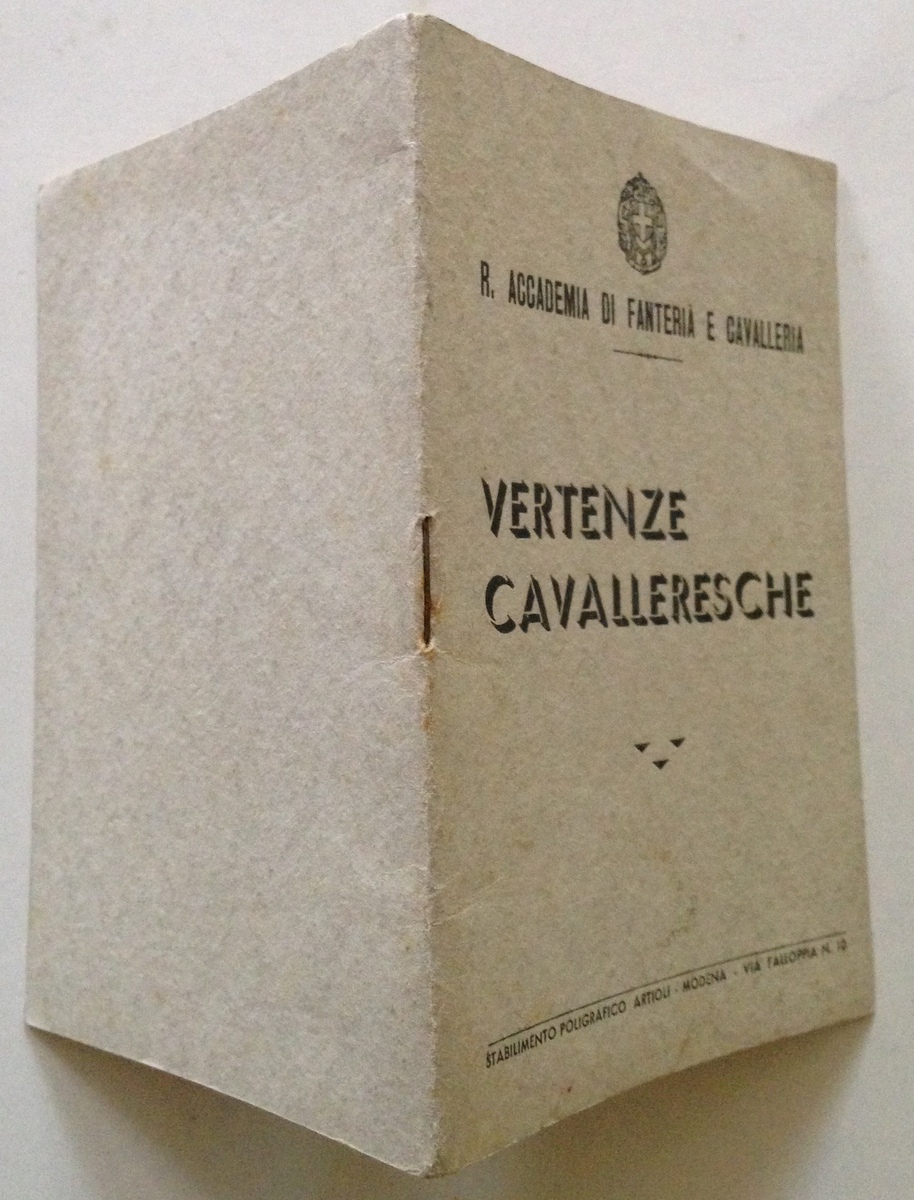 R. ACCADEMIA DI FANTERIA E CAVALLERIA
VERTENZE
CAVALLERESCHE
STABILIMENTO POLIGRAFICO ARTIOLI - MODENA - VIA FALLOPPIA N. 10